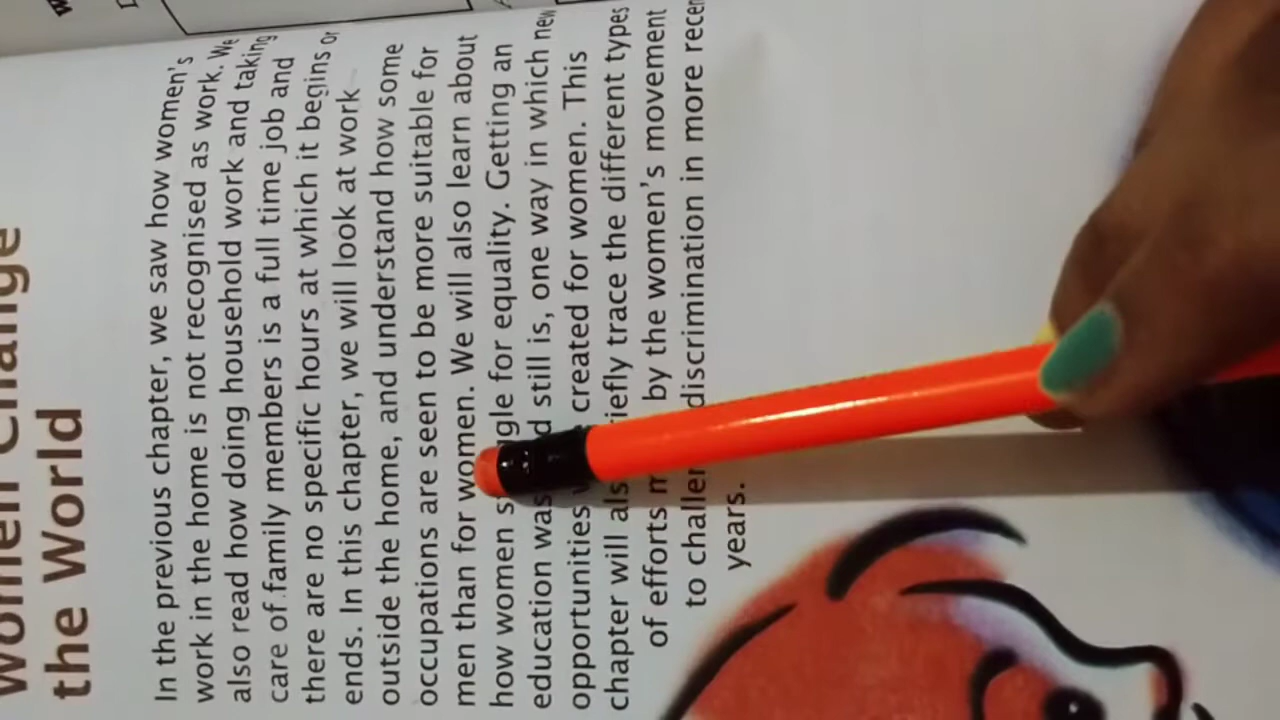 Women Change
the World
In the previous chapter, we saw how women's
work in the home is not recognised as work. We
also read how doing household work and taking
care of family members is a full time job and
there are no specific hours at which it begins or
ends. In this chapter, we will look at work
outside the home, and understand how some
occupations are seen to be more suitable for
men than for women. We will also learn about
how women for equality. Getting an
education was still is, one way in which new
opportunities created for women. This
chapter will trace the different types
of efforts by the women's movement
to discrimination in more
years.